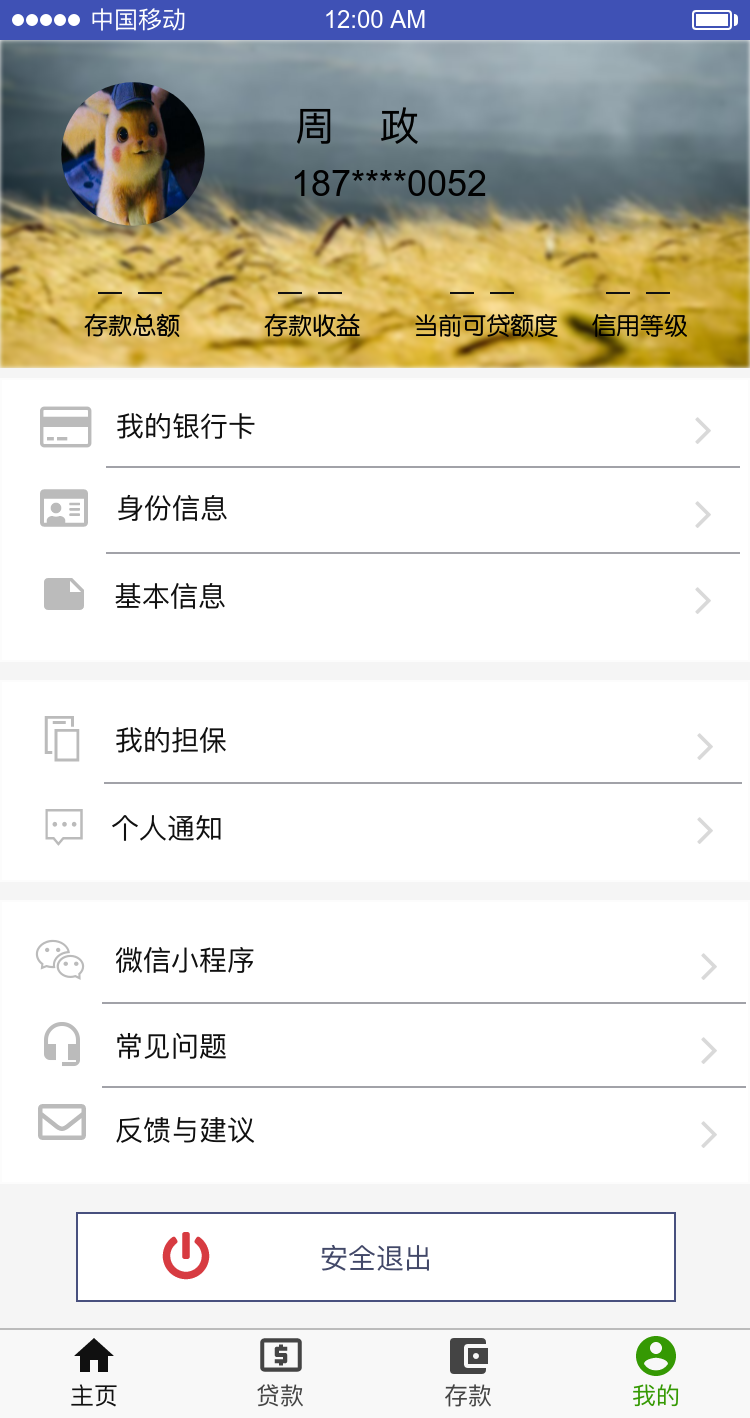 中国移动 12:00 AM
周 政
187****0052
— — — — — — — —
存款总额 存款收益 当前可贷额度 信用等级
我的银行卡
身份信息
基本信息
我的担保
个人通知
微信小程序
常见问题
反馈与建议
安全退出
主页 贷款 存款 我的